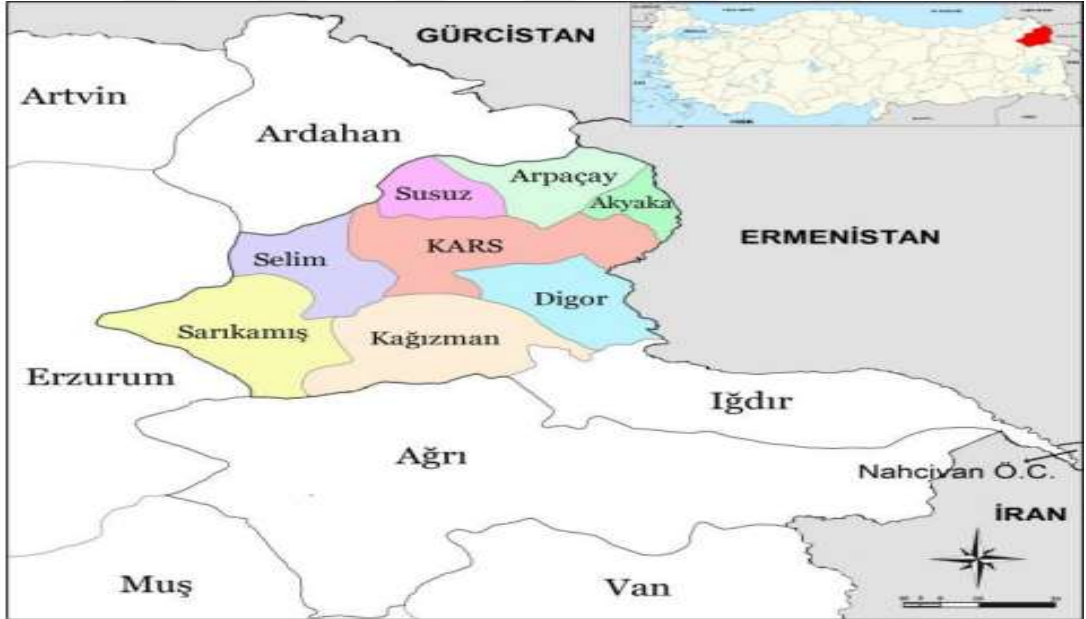 GÜRCİSTAN
Artvin
Ardahan
Arpaçay
Susuz
Akyaka
ERMENİSTAN
KARS
Selim
Digor
Sarıkamış
Kağızman
Erzurum
Iğdır
Ağrı
Nahcivan Ö.C.
İRAN
Muş
Van